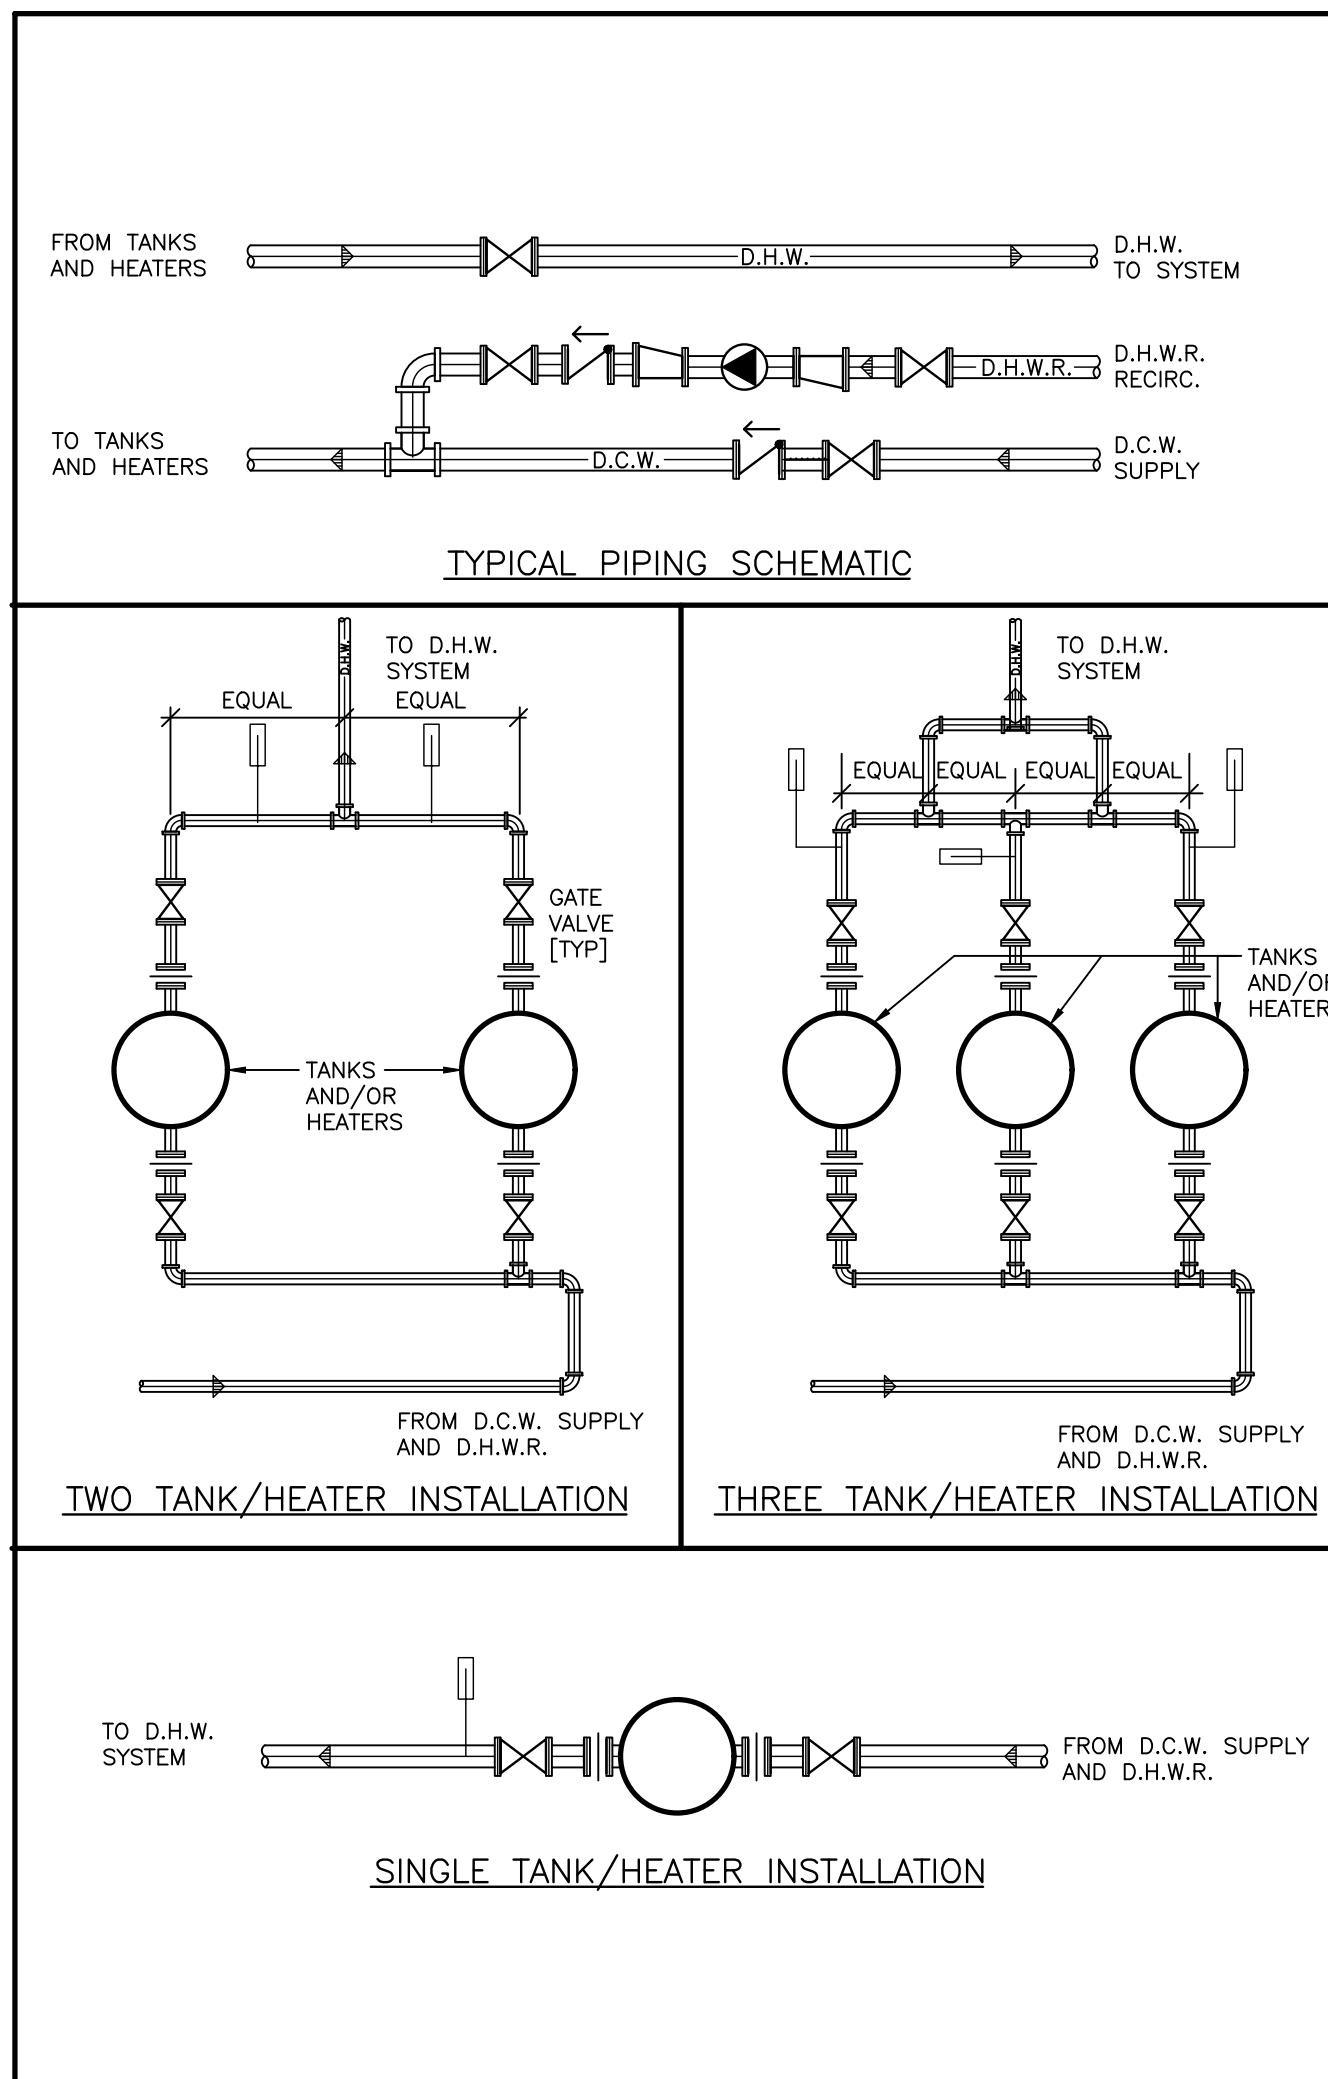 FROM TANKS
AND HEATERS
D.H.W.
D.H.W.
TO SYSTEM
D.H.W.R.
D.H.W.R.
RECIRC.
TO TANKS
AND HEATERS
D.C.W.
D.C.W.
SUPPLY
TYPICAL PIPING SCHEMATIC
D.H.W.
TO D.H.W.
SYSTEM
EQUAL
EQUAL
GATE
VALVE
[TYP]
TANKS
AND/OR
HEATERS
FROM D.C.W. SUPPLY
AND D.H.W.R.
TWO TANK/HEATER INSTALLATION
D.H.W.
TO D.H.W.
SYSTEM
EQUAL
EQUAL
EQUAL
EQUAL
TANKS
AND/OR
HEATER
FROM D.C.W. SUPPLY
AND D.H.W.R.
THREE TANK/HEATER INSTALLATION
TO D.H.W.
SYSTEM
FROM D.C.W. SUPPLY
AND D.H.W.R.
SINGLE TANK/HEATER INSTALLATION